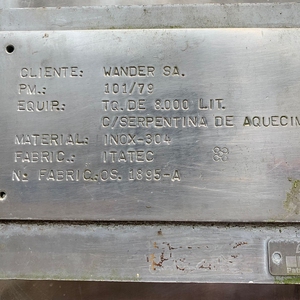 CLIENTE: WANDER SA.
PM.: 101/79
EQUIP.: TQ. DE 8.000 LIT.
C/SERPENTINA DE AQUECIM
MATERIAL: INOX-304
FABRIC.: ITATEC
Nº FABRIC.:OS. 1895-A